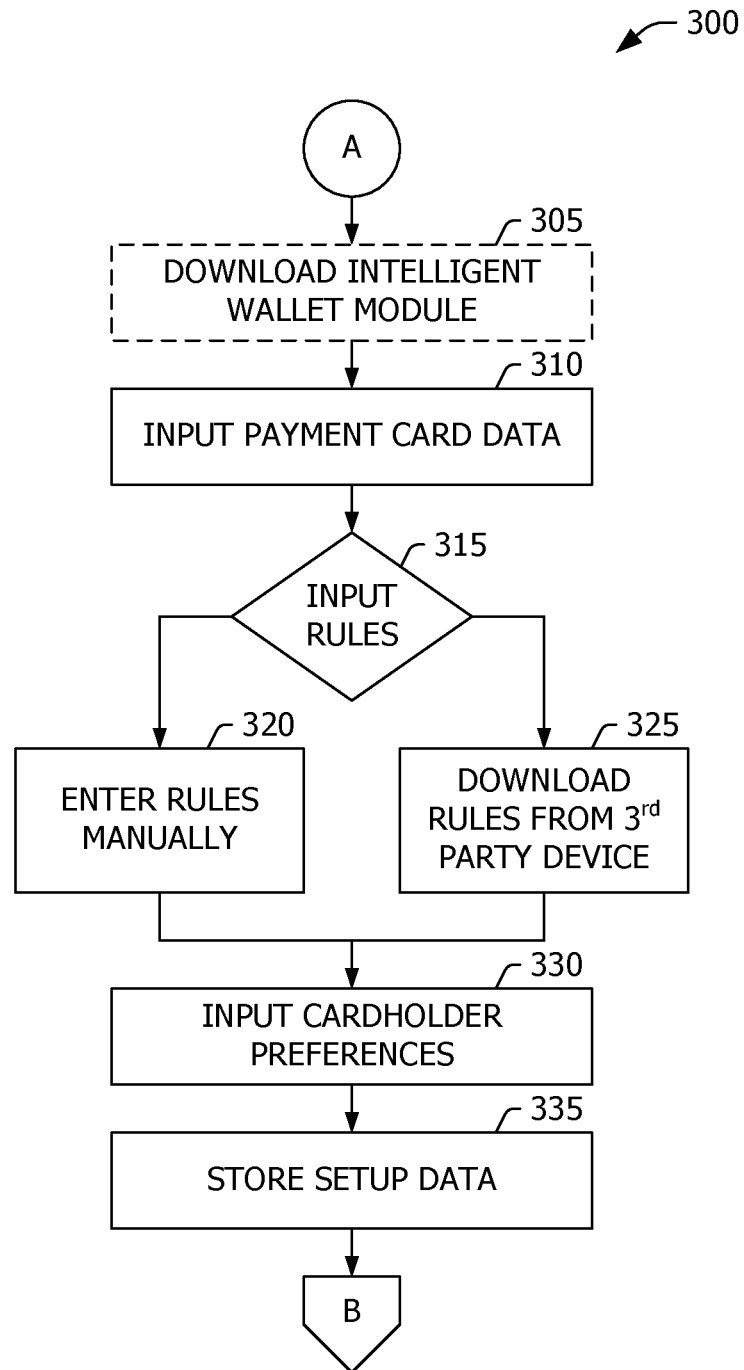 300
A
305
DOWNLOAD INTELLIGENT
WALLET MODULE
310
INPUT PAYMENT CARD DATA
315
INPUT
RULES
320
ENTER RULES
MANUALLY
325
DOWNLOAD
RULES FROM 3rd
PARTY DEVICE
330
INPUT CARDHOLDER
PREFERENCES
335
STORE SETUP DATA
B